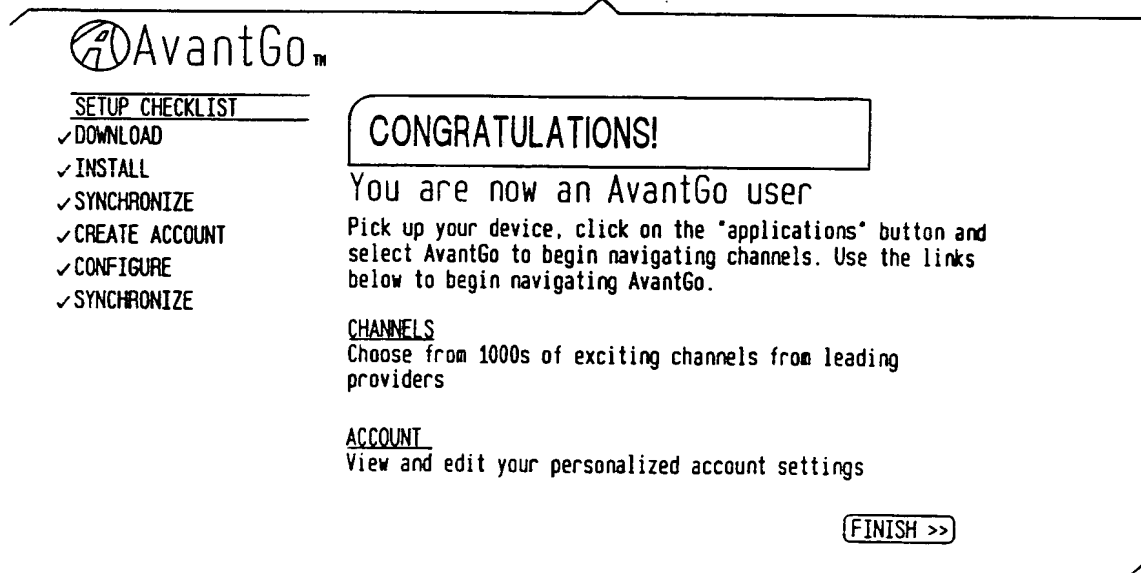 AvantGo™
SETUP CHECKLIST
✓DOWNLOAD
✓INSTALL
✓SYNCHRONIZE
✓CREATE ACCOUNT
✓CONFIGURE
✓SYNCHRONIZE
CONGRATULATIONS!
You are now an AvantGo user
Pick up your device, click on the "applications" button and
select AvantGo to begin navigating channels. Use the links
below to begin navigating AvantGo.
CHANNELS
Choose from 1000s of exciting channels from leading
providers
ACCOUNT
View and edit your personalized account settings
FINISH >>